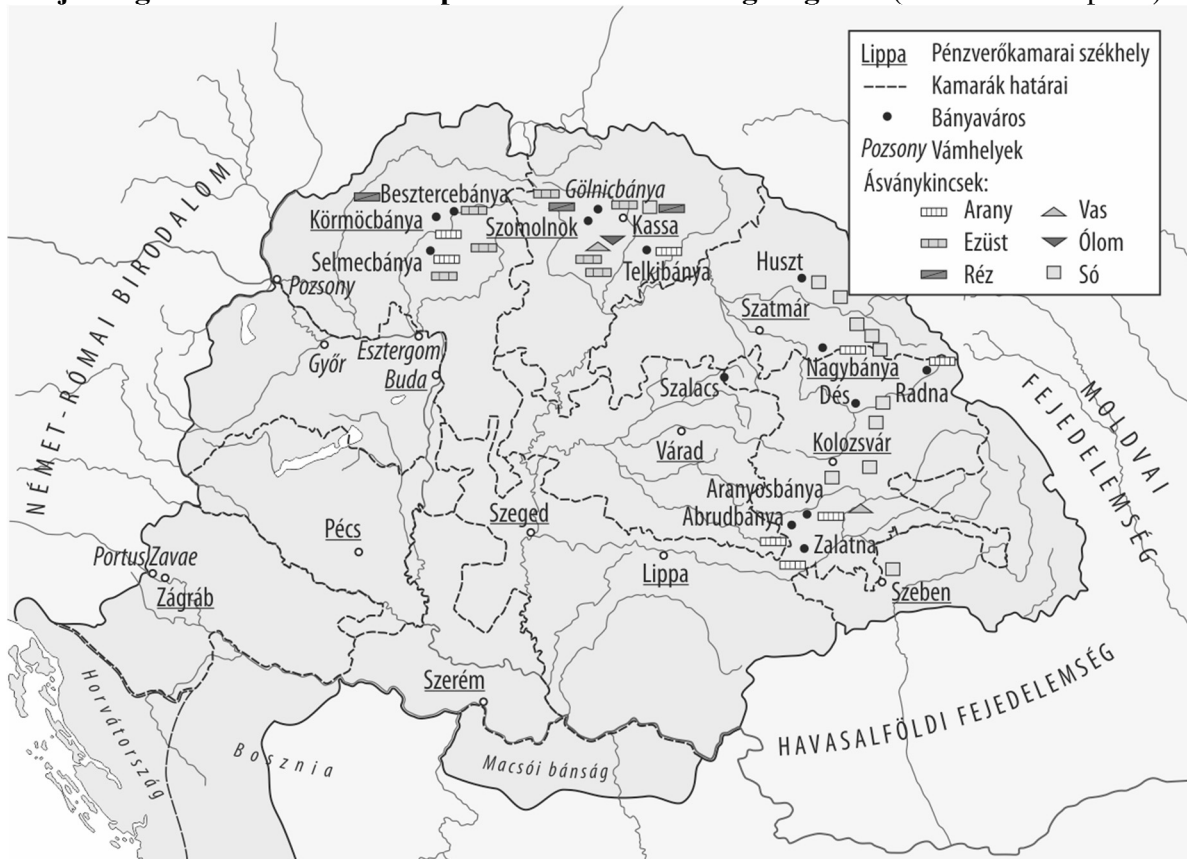 Lippa Pénzverőkamarai székhely
Kamarák határai
Bányaváros
Pozsony Vámhelyek
Ásványkincsek:
Arany
Vas
Ezüst
Ólom
Réz
Só
NÉMET-RÓMAI BIRODALOM
Besztercebánya
Körmöcbánya
Selmecbánya
Pozsony
Gölnicbánya
Szomolnok
Kassa
Telkibánya
Huszt
Szatmár
Győr
Esztergom
Buda
Nagybánya
Radna
Szalács
Dés
Várad
Kolozsvár
MOLDVAI
FEJEDELEMSÉG
Aranyosbánya
Abrudbánya
Zalatna
Szeged
Pécs
Lippa
Szeben
Portus Zavae
Zágráb
Szerém
Horvátország
Bosznia
Macsói bánság
HAVASALFÖLDI FEJEDELEMSÉG